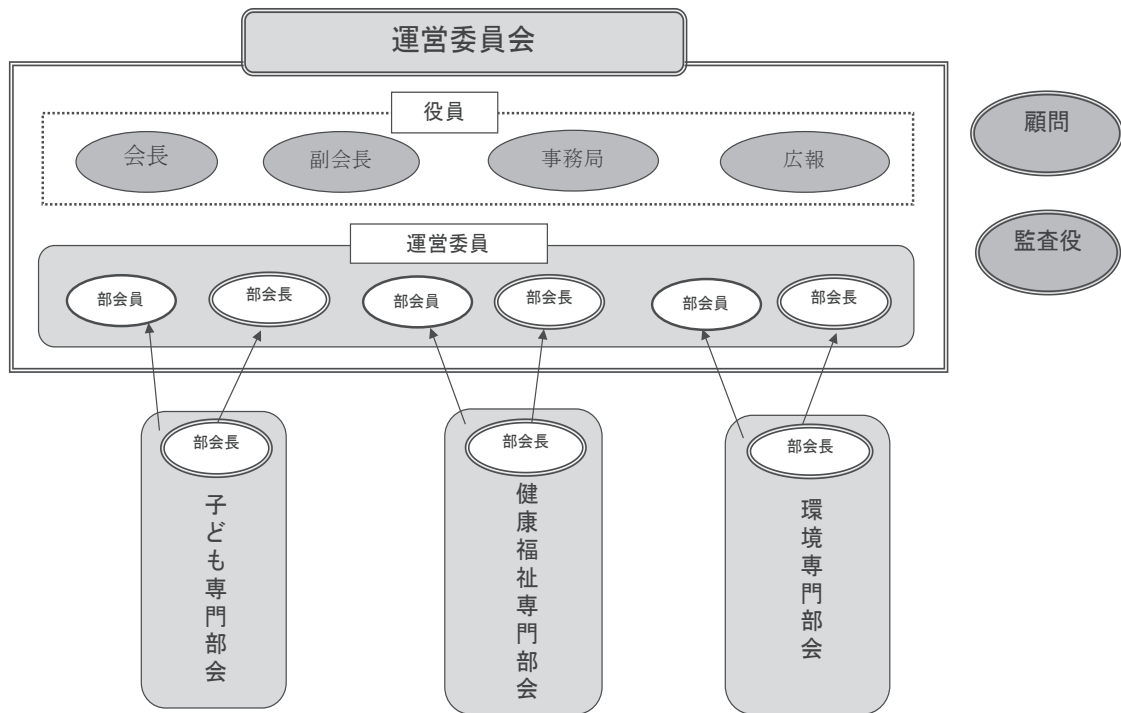 運営委員会
役員
会長
副会長
事務局
広報
顧問
監査役
運営委員
部会員
部会長
部会員
部会長
部会員
部会長
部会長
子ども専門部会
部会長
健康福祉専門部会
部会長
環境専門部会